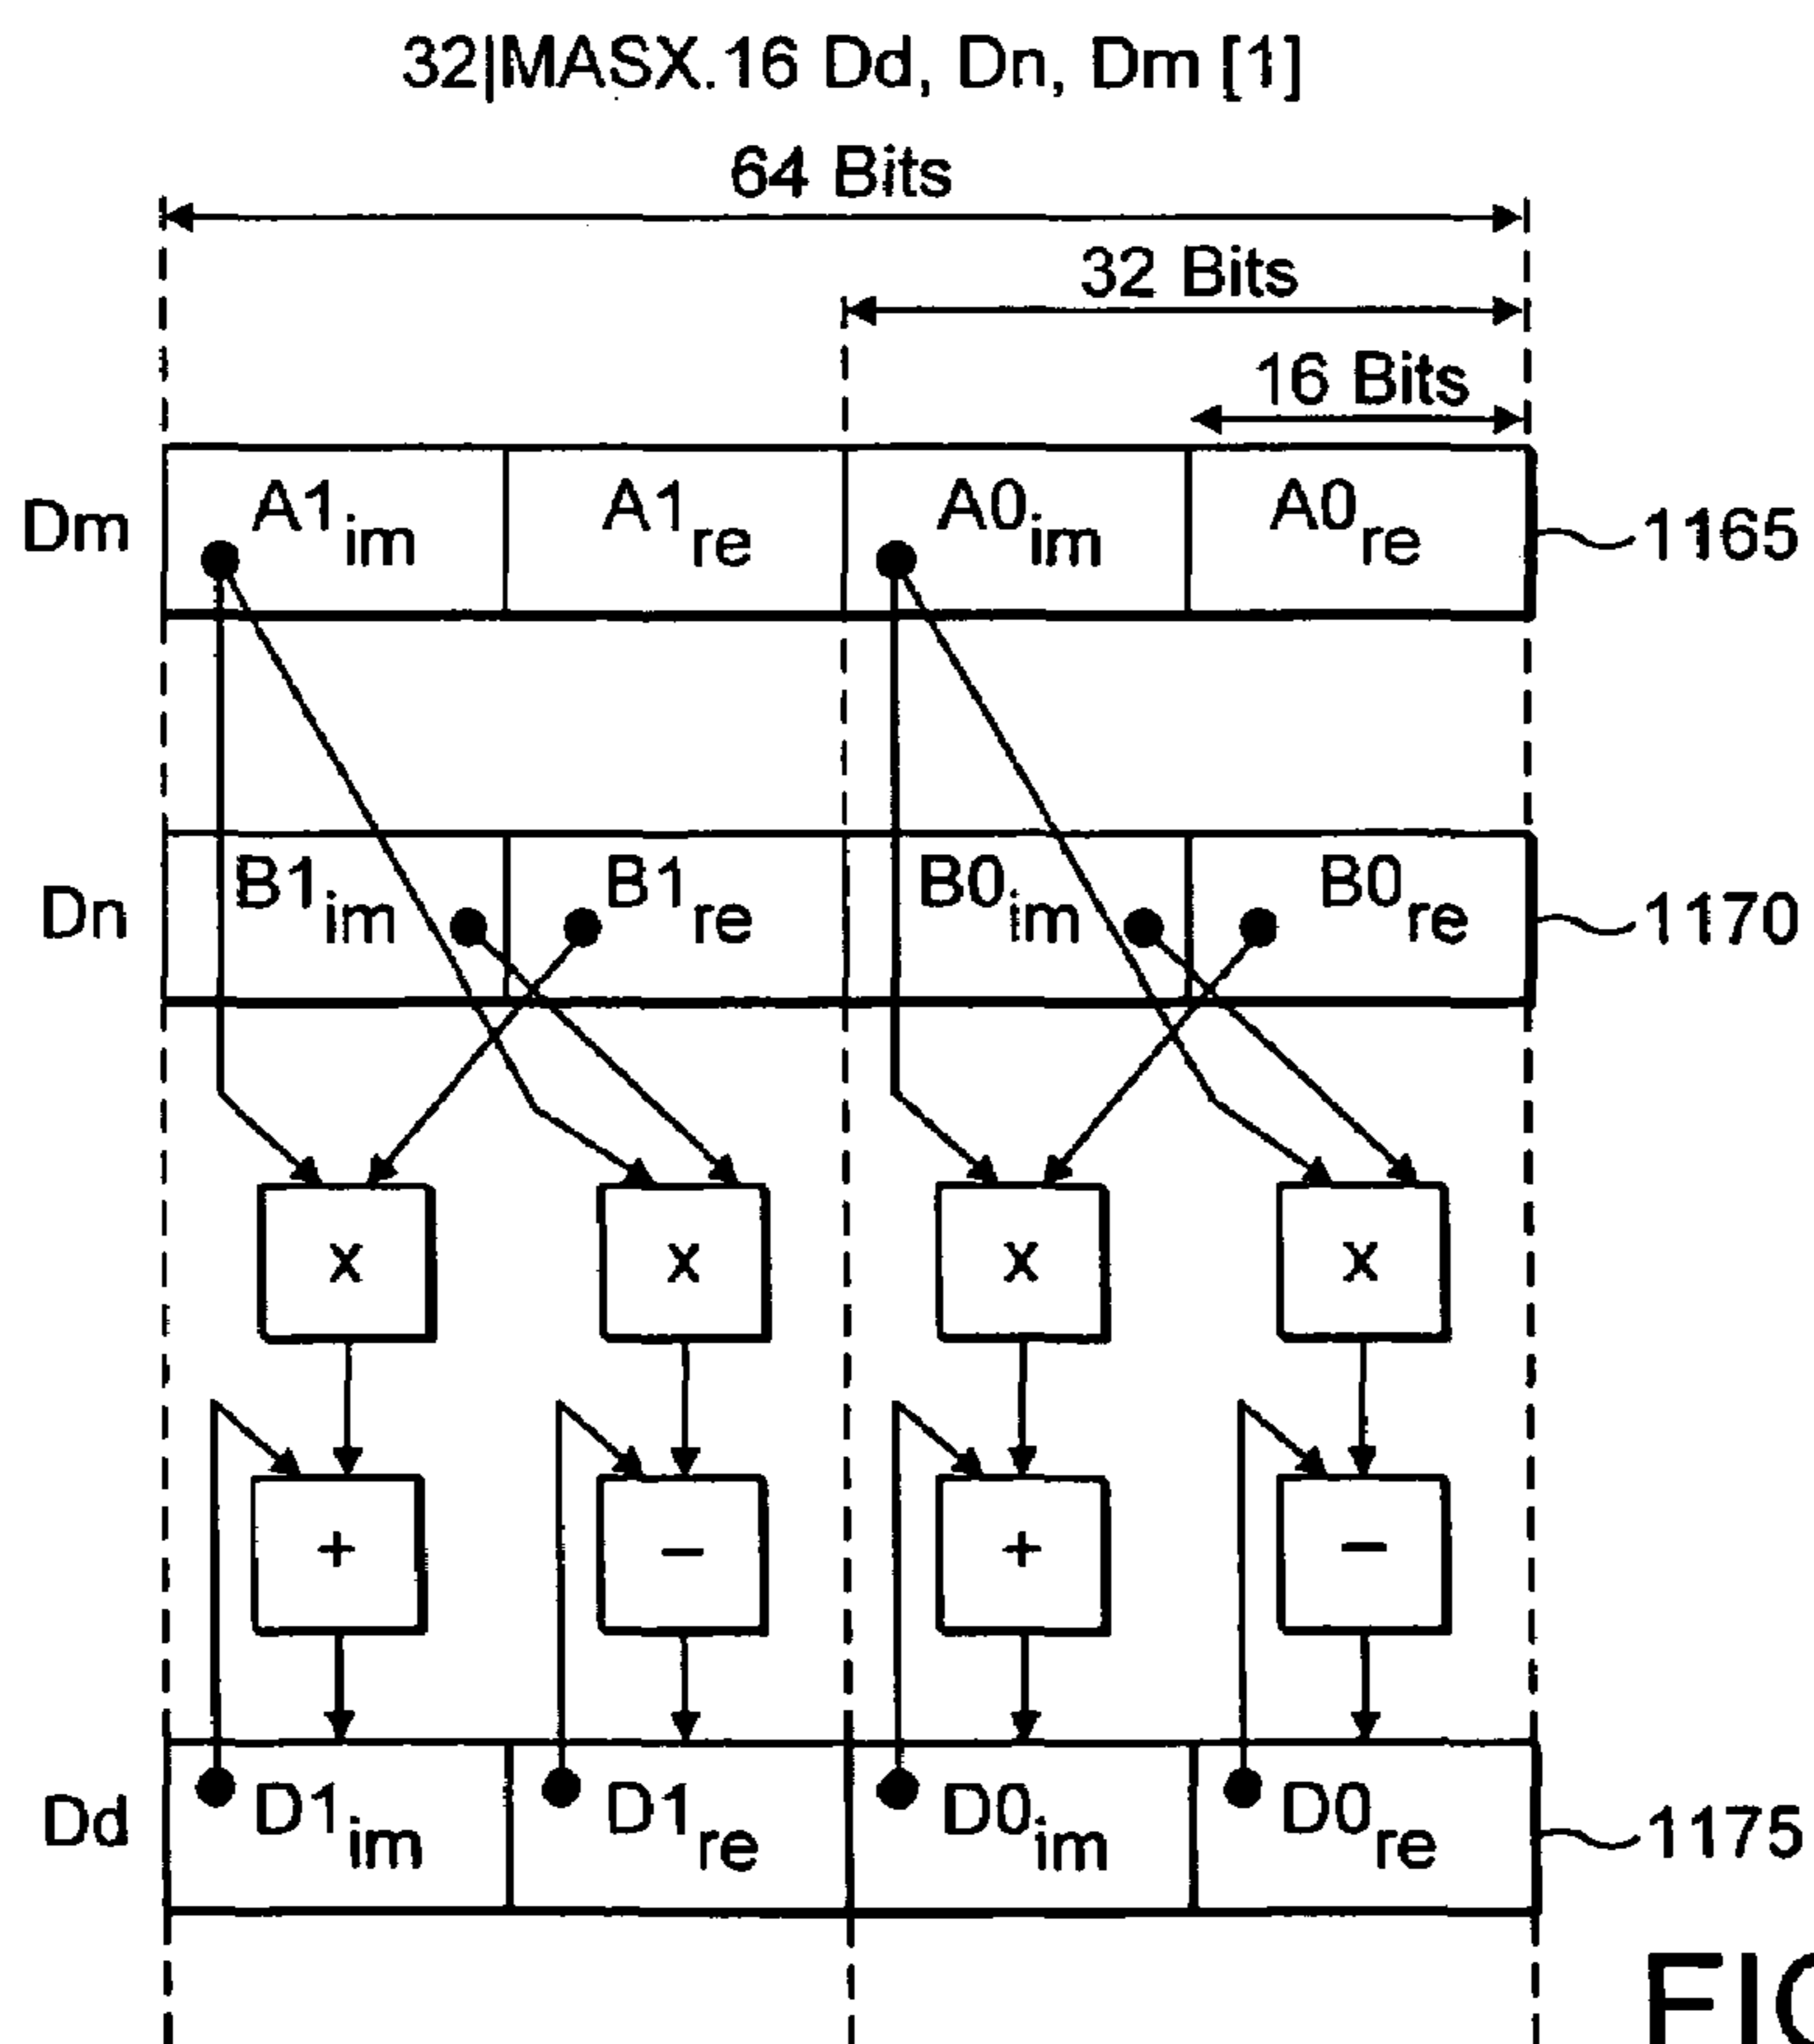 32|MASX.16 Dd, Dn, Dm [1]
64 Bits
32 Bits
16 Bits
Dm A1im A1re A0im A0re 1165
Dn B1im B1re B0im B0re 1170
x x x x
+ − + −
Dd D1im D1re D0im D0re 1175